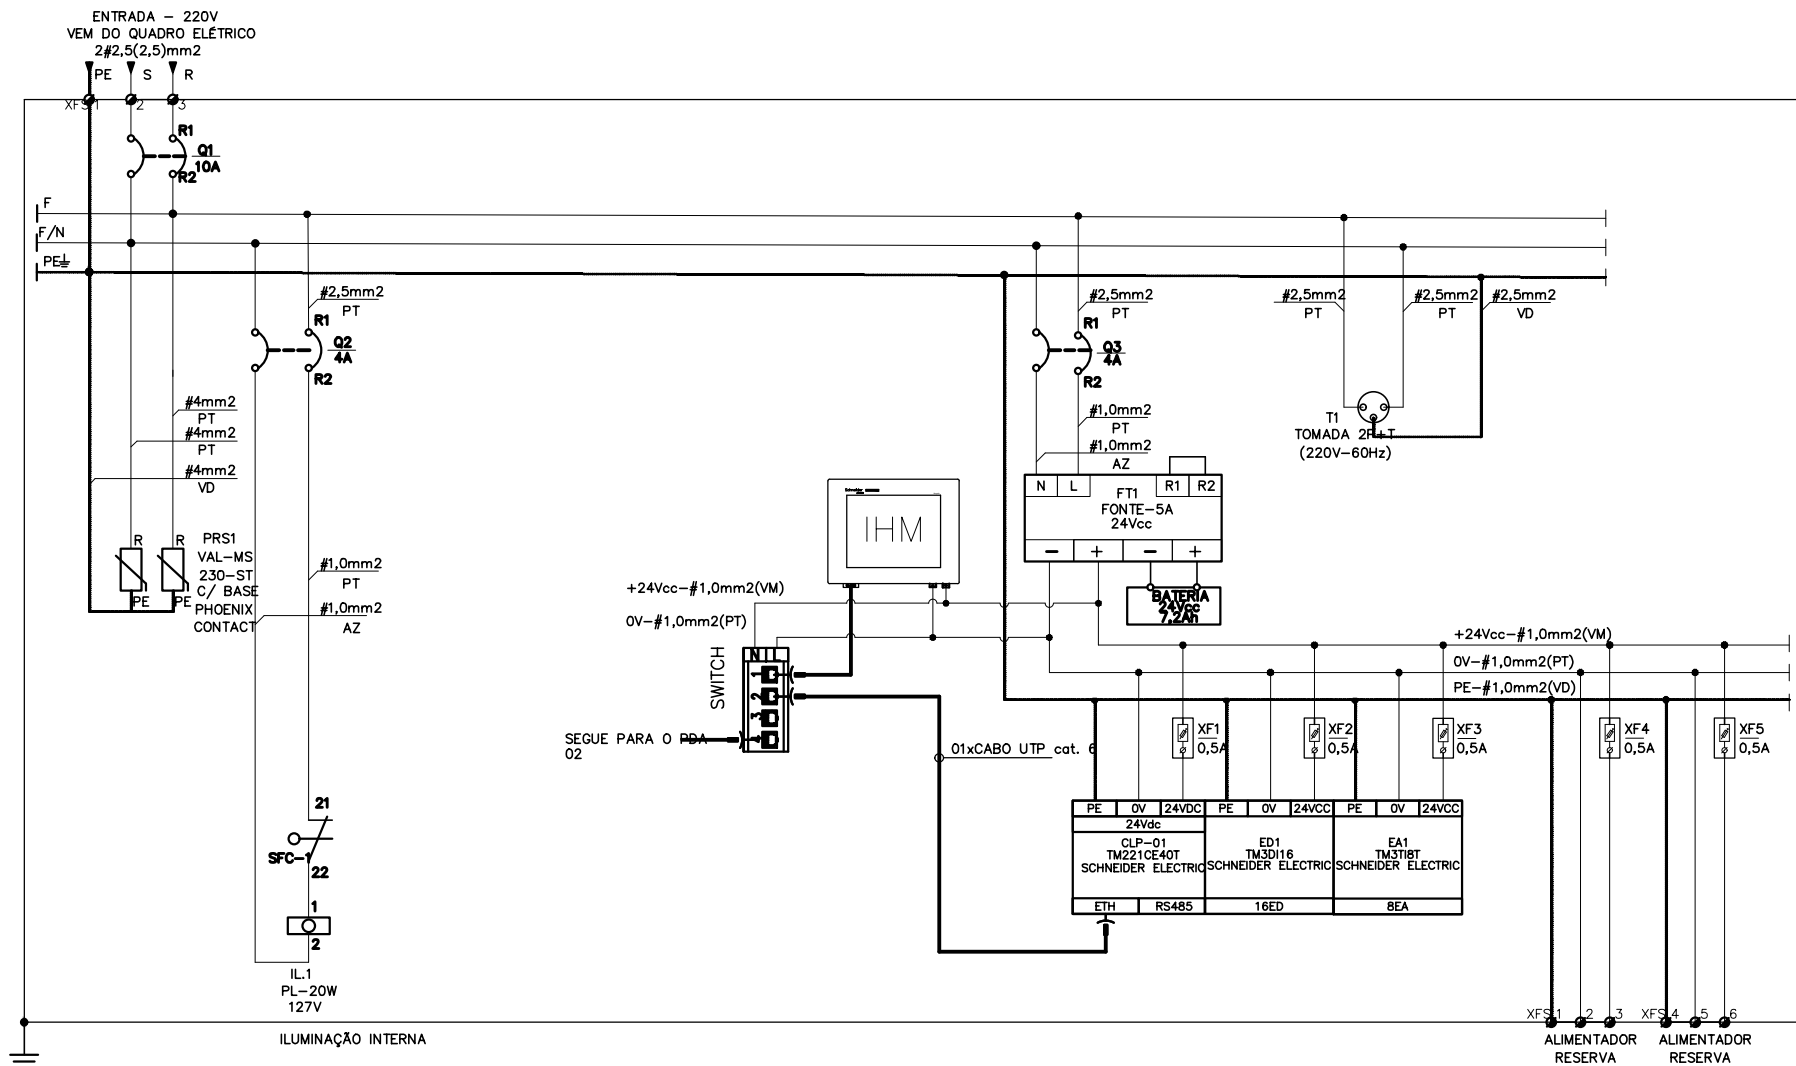 ENTRADA - 220V
VEM DO QUADRO ELÉTRICO
2#2,5(2,5)mm2
PE
S
R
2
3
R1
Q1
10A
R2
F
F/N
PE
#2,5mm2
PT
R1
Q2
4A
R2
#4mm2
PT
#4mm2
PT
#4mm2
VD
R
R
PE
PE
PRS1
VAL-MS
230-ST
C/ BASE
PHOENIX
CONTACT
#1,0mm2
PT
#1,0mm2
AZ
21
SFC-1
22
1
2
IL.1
PL-20W
127V
ILUMINAÇÃO INTERNA
#2,5mm2
PT
R1
Q3
4A
R2
#1,0mm2
PT
#1,0mm2
AZ
N
L
R1
R2
FT1
FONTE-5A
24Vcc
-
+
-
+
BATERIA
24Vcc
7,2Ah
#2,5mm2
PT
#2,5mm2
PT
#2,5mm2
VD
T1
TOMADA 2P+T
(220V-60Hz)
IHM
+24Vcc-#1,0mm2(VM)
0V-#1,0mm2(PT)
SWITCH
N
L
1
2
3
4
SEGUE PARA O PDA
02
01xCABO UTP cat. 6
+24Vcc-#1,0mm2(VM)
0V-#1,0mm2(PT)
PE-#1,0mm2(VD)
XF1
0,5A
XF2
0,5A
XF3
0,5A
XF4
0,5A
XF5
0,5A
PE
0V
24VDC
PE
0V
24VCC
PE
0V
24VCC
24Vdc
CLP-01
TM221CE40T
SCHNEIDER ELECTRIC
ED1
TM3DI16
SCHNEIDER ELECTRIC
EA1
TM3TI8T
SCHNEIDER ELECTRIC
ETH
RS485
16ED
8EA
1
2
3
4
5
6
ALIMENTADOR
RESERVA
ALIMENTADOR
RESERVA